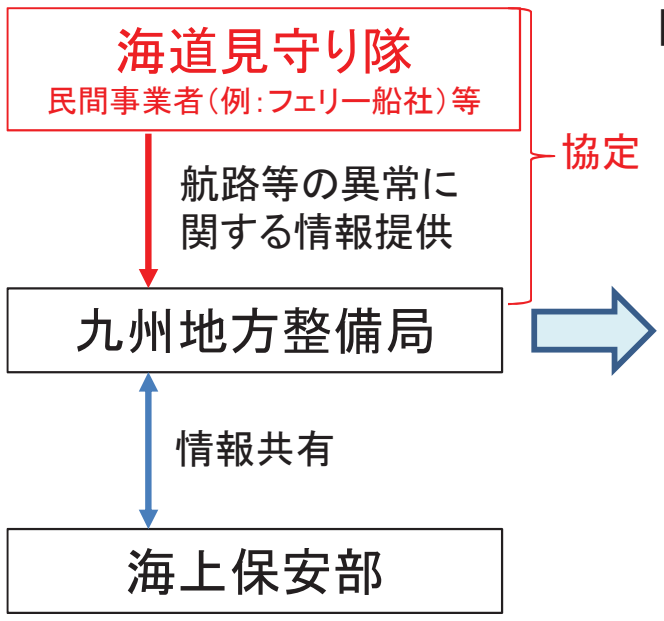 海道見守り隊
民間事業者(例:フェリー船社)等
協定
航路等の異常に
関する情報提供
九州地方整備局
情報共有
海上保安部